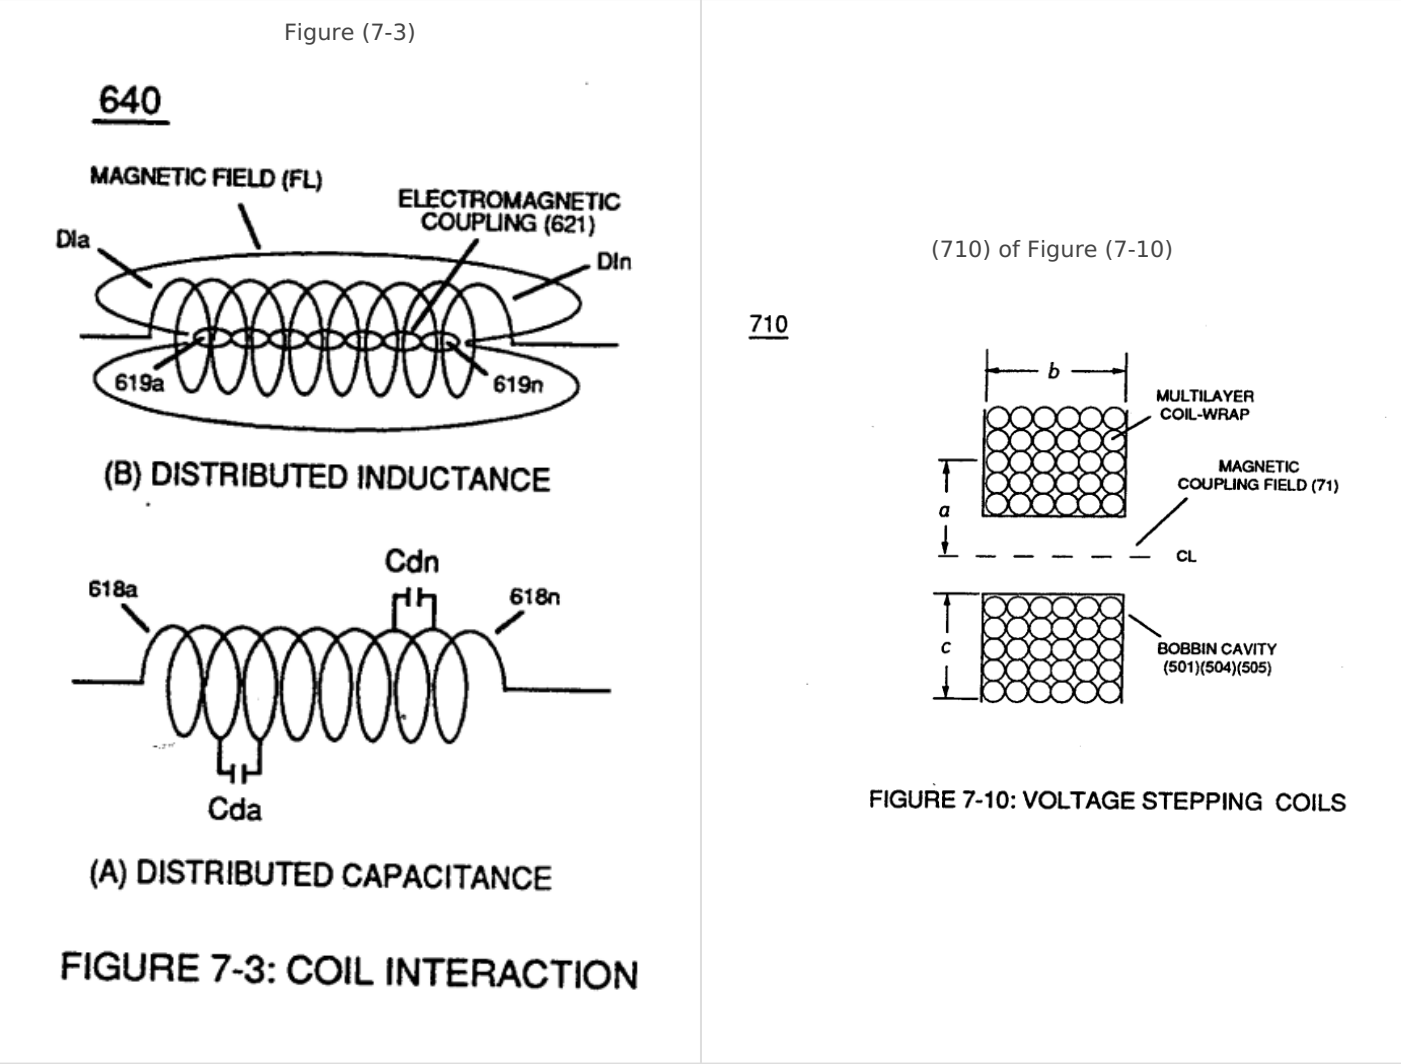 Figure (7-3)
640
MAGNETIC FIELD (FL)
ELECTROMAGNETIC
COUPLING (621)
DIa
DIn
619a
619n
(B) DISTRIBUTED INDUCTANCE
Cdn
618a
618n
Cda
(A) DISTRIBUTED CAPACITANCE
FIGURE 7-3: COIL INTERACTION
(710) of Figure (7-10)
710
b
MULTILAYER
COIL-WRAP
MAGNETIC
COUPLING FIELD (71)
a
CL
c
BOBBIN CAVITY
(501)(504)(505)
FIGURE 7-10: VOLTAGE STEPPING COILS